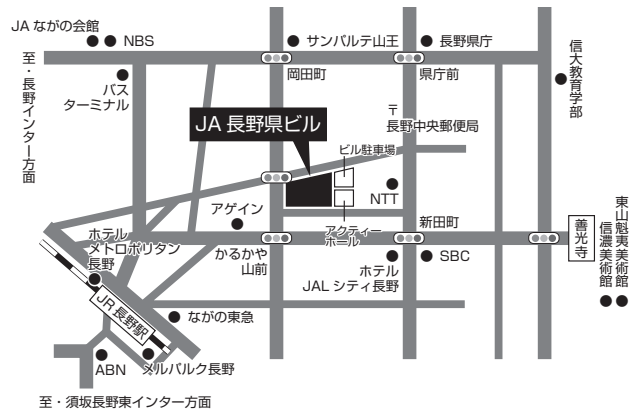 JA ながの会館
NBS
サンパルテ山王
長野県庁
至・長野インター方面
バス
ターミナル
岡田町
県庁前
信大教育学部
〒
長野中央郵便局
JA 長野県ビル
ビル駐車場
NTT
アゲイン
アクティー
ホール
新田町
善光寺
東山魁夷美術館
信濃美術館
ホテル
メトロポリタン
長野
かるかや
山前
ホテル
JALシティ長野
SBC
JR長野駅
ながの東急
ABN
メルパルク長野
至・須坂長野東インター方面